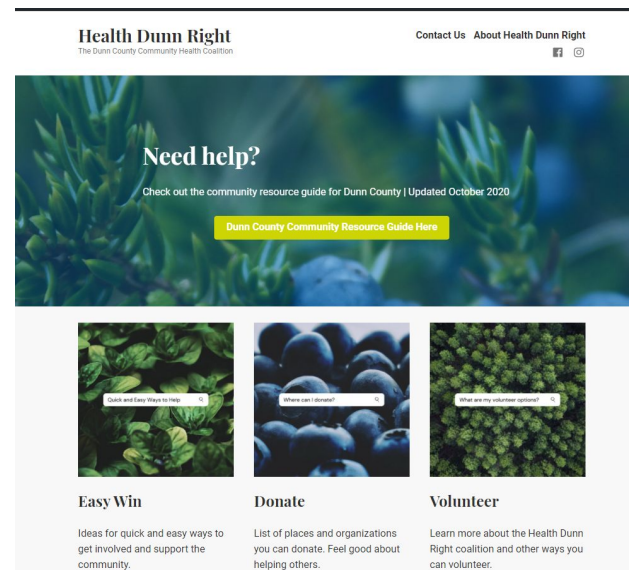 Health Dunn Right
The Dunn County Community Health Coalition
Contact Us About Health Dunn Right
Need help?
Check out the community resource guide for Dunn County | Updated October 2020
Dunn County Community Resource Guide Here
Quick and Easy Ways to Help
Where can I donate?
What are my volunteer options?
Easy Win
Ideas for quick and easy ways to
get involved and support the
community.
Donate
List of places and organizations
you can donate. Feel good about
helping others.
Volunteer
Learn more about the Health Dunn
Right coalition and other ways you
can volunteer.